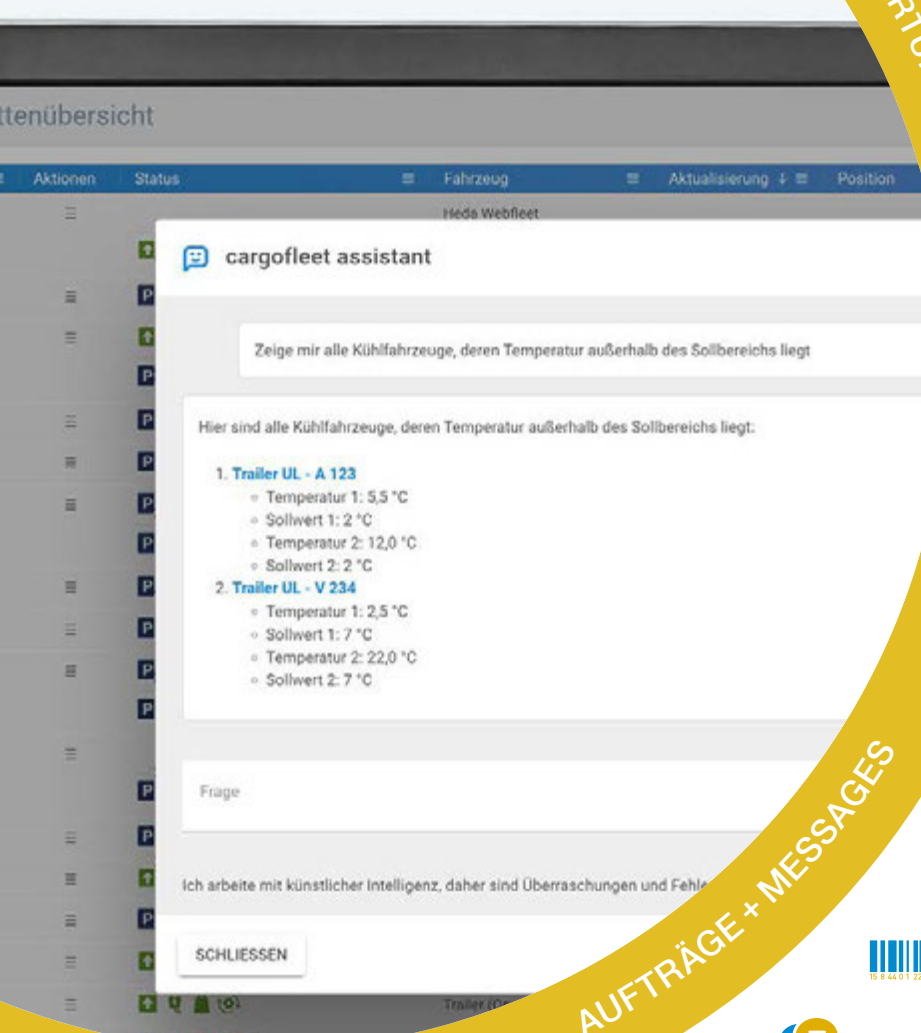 ttenübersicht
Aktionen Status Fahrzeug Aktualisierung Position
Heda Webfleet
P
P
P
P
P
P
P
P
P
P
P
P
P
P
cargofleet assistant
Zeige mir alle Kühlfahrzeuge, deren Temperatur außerhalb des Sollbereichs liegt
Hier sind alle Kühlfahrzeuge, deren Temperatur außerhalb des Sollbereichs liegt:
1. Trailer UL - A 123
Temperatur 1: 5,5 °C
Sollwert 1: 2 °C
Temperatur 2: 12,0 °C
Sollwert 2: 2 °C
2. Trailer UL - V 234
Temperatur 1: 2,5 °C
Sollwert 1: 7 °C
Temperatur 2: 22,0 °C
Sollwert 2: 7 °C
Frage
Ich arbeite mit künstlicher Intelligenz, daher sind Überraschungen und Fehle
SCHLIESSEN
Trailer
AUFTRÄGE + MESSAGES